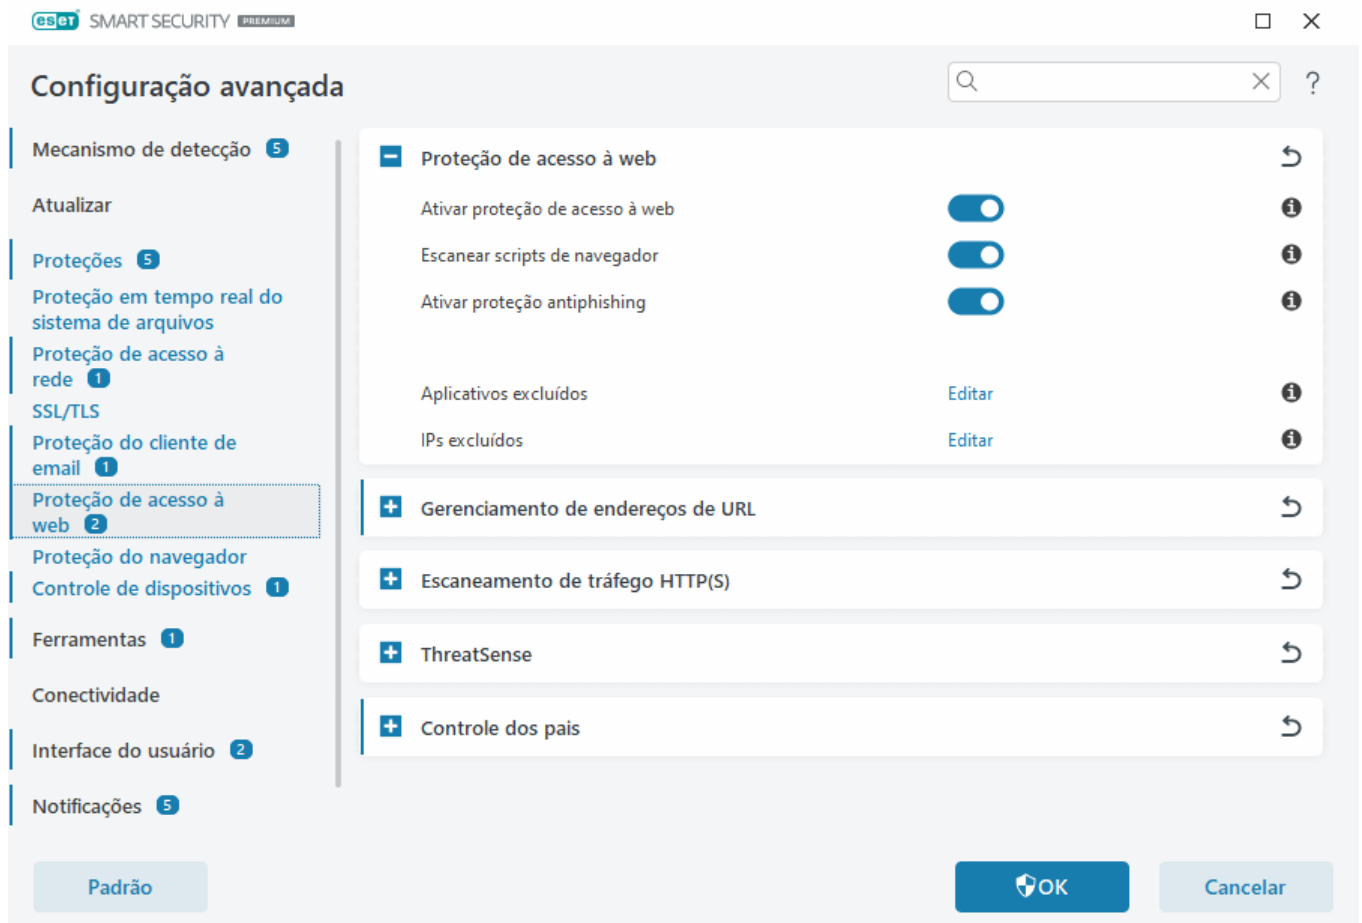 eset SMART SECURITY PREMIUM
Configuração avançada
?
Mecanismo de detecção 5
Atualizar
Proteções 5
Proteção em tempo real do
sistema de arquivos
Proteção de acesso à
rede 1
SSL/TLS
Proteção do cliente de
email 1
Proteção de acesso à
web 2
Proteção do navegador
Controle de dispositivos 1
Ferramentas 1
Conectividade
Interface do usuário 2
Notificações 5
Proteção de acesso à web
Ativar proteção de acesso à web
Escanear scripts de navegador
Ativar proteção antiphishing
Aplicativos excluídos Editar
IPs excluídos Editar
Gerenciamento de endereços de URL
Escaneamento de tráfego HTTP(S)
ThreatSense
Controle dos pais
Padrão
OK
Cancelar